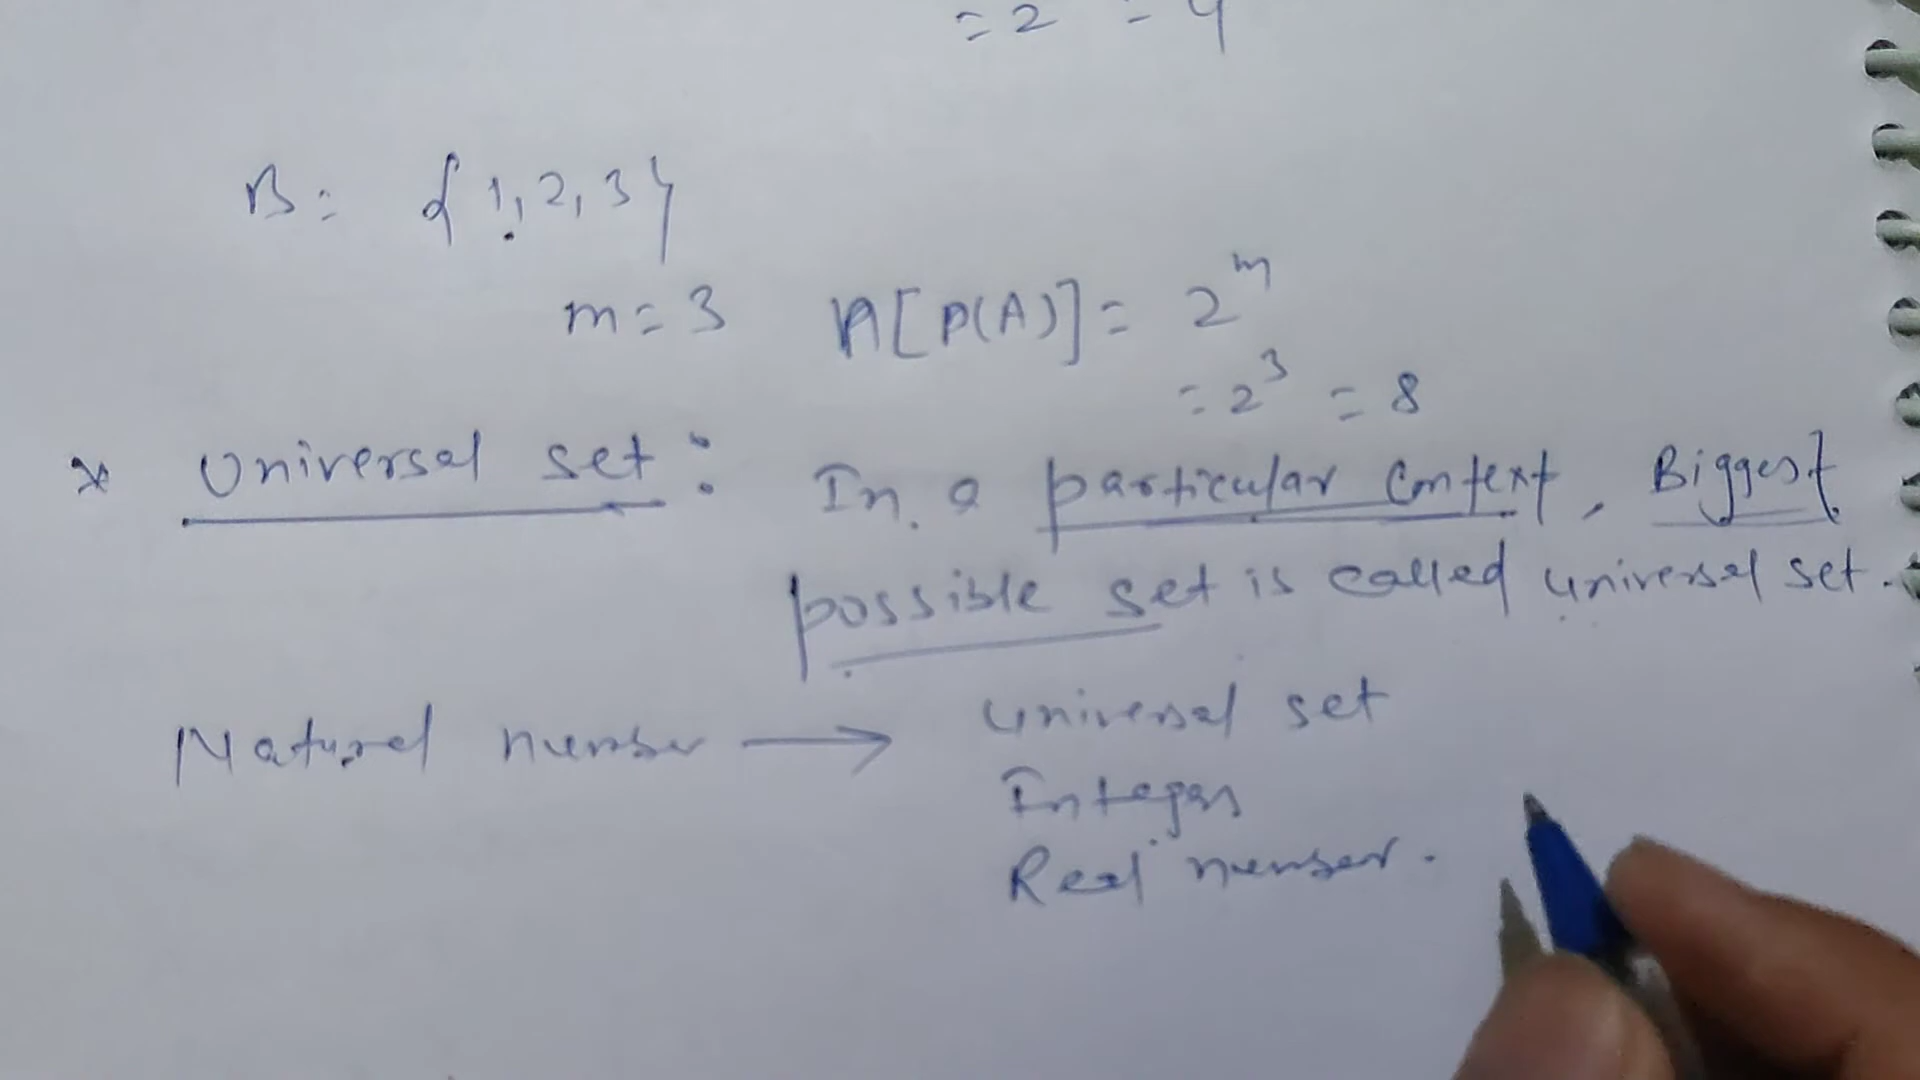 = 2 = 4
B = {1, 2, 3}
m = 3 n[P(A)] = 2^m
= 2^3 = 8
* Universal set : In a particular Context, Biggest
possible set is called universal set.
Natural number → universal set
Integers
Real number.